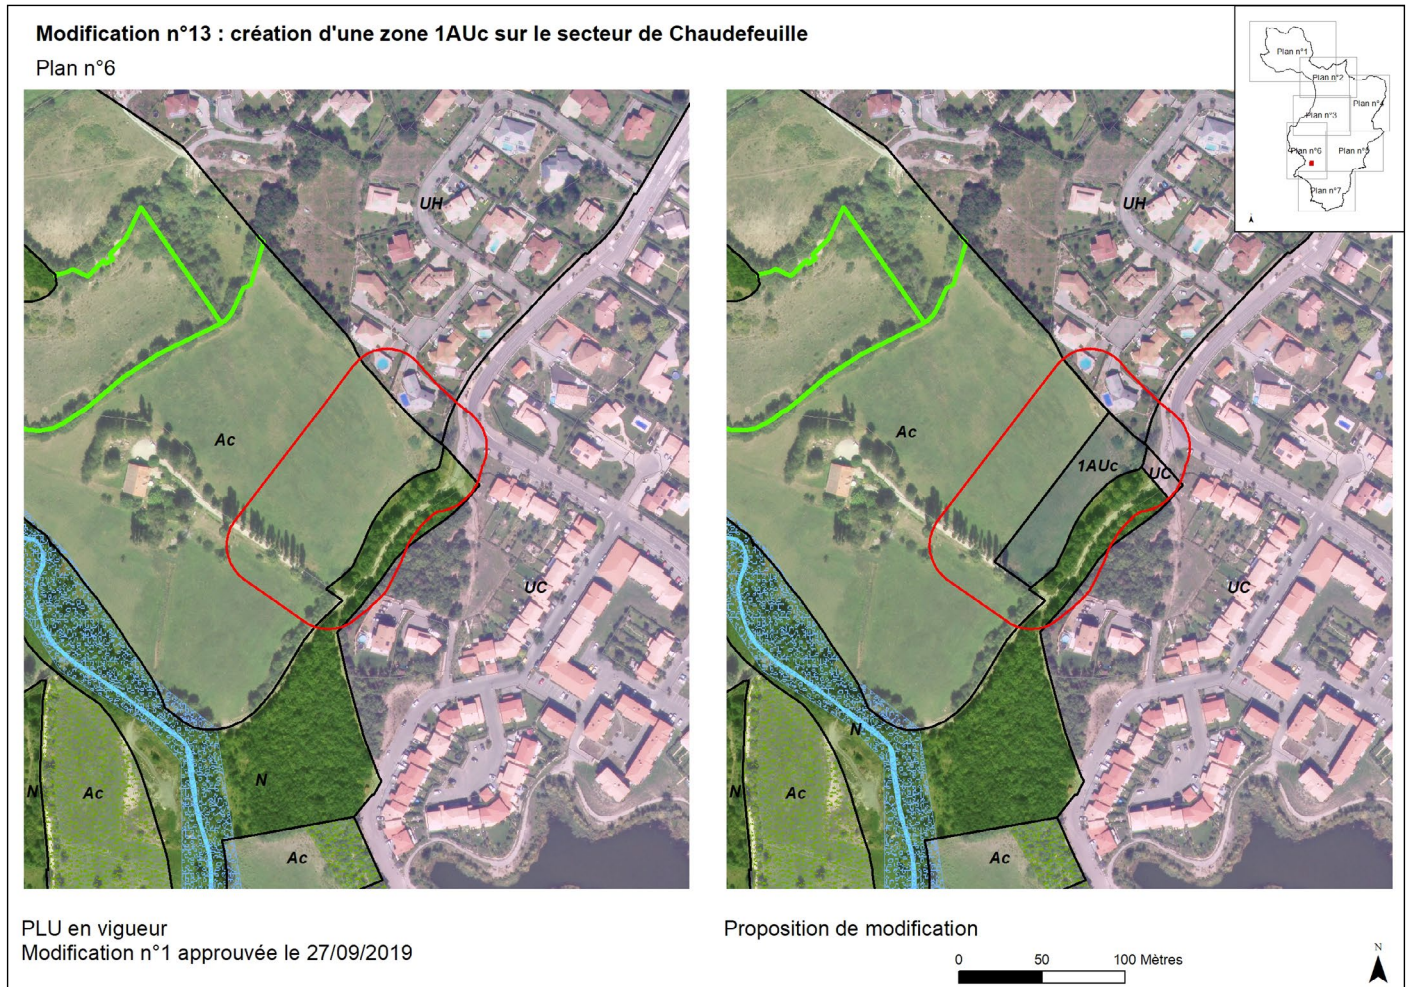 Modification n°13 : création d'une zone 1AUc sur le secteur de Chaudefeuille
Plan n°6
Plan n°1
Plan n°2
Plan n°4
Plan n°3
Plan n°6
Plan n°5
Plan n°7
UH
Ac
UC
N
Ac
N
Ac
UH
Ac
1AUc
UC
UC
N
N
Ac
Ac
PLU en vigueur
Modification n°1 approuvée le 27/09/2019
Proposition de modification
0 50 100 Mètres
N